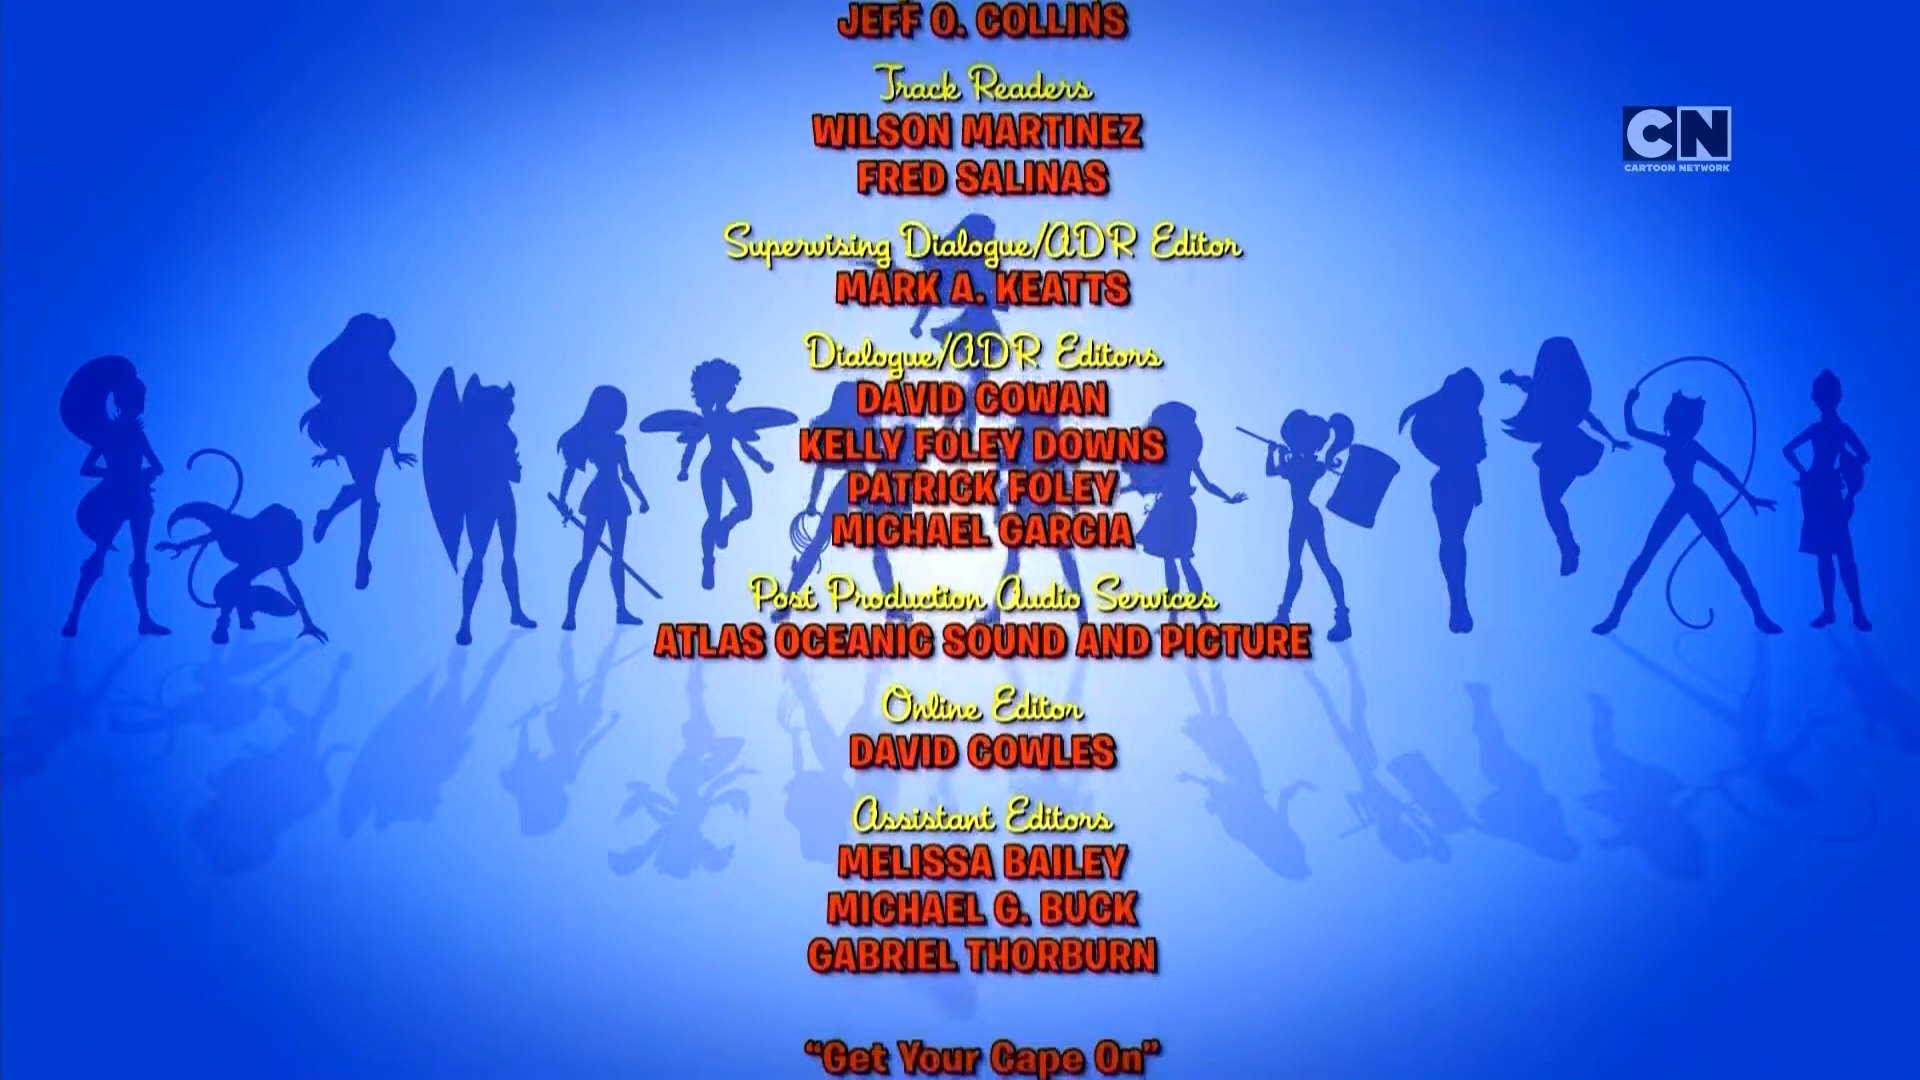 JEFF O. COLLINS
Track Readers
WILSON MARTINEZ
FRED SALINAS
Supervising Dialogue/ADR Editor
MARK A. KEATTS
Dialogue/ADR Editors
DAVID COWAN
KELLY FOLEY DOWNS
PATRICK FOLEY
MICHAEL GARCIA
Post Production Audio Services
ATLAS OCEANIC SOUND AND PICTURE
Online Editor
DAVID COWLES
Assistant Editors
MELISSA BAILEY
MICHAEL G. BUCK
GABRIEL THORBURN
“Get Your Cape On”
CN
CARTOON NETWORK